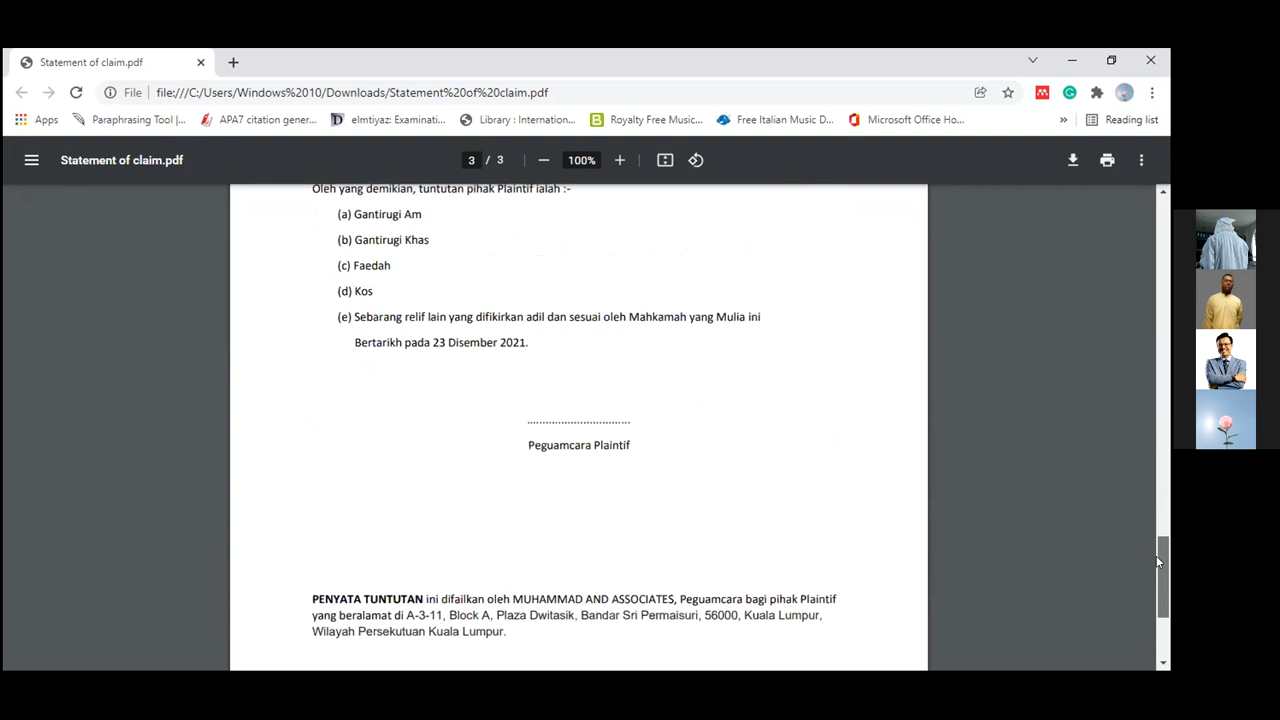 Statement of claim.pdf
File
file:///C:/Users/Windows%2010/Downloads/Statement%20of%20claim.pdf
Apps
Paraphrasing Tool |...
APA7 citation gener...
elmtiyaz: Examinati...
Library : Internation...
Royalty Free Music...
Free Italian Music D...
Microsoft Office Ho...
»
Reading list
Statement of claim.pdf
3 / 3
100%
Oleh yang demikian, tuntutan pihak Plaintif ialah :-
(a) Gantirugi Am
(b) Gantirugi Khas
(c) Faedah
(d) Kos
(e) Sebarang relif lain yang difikirkan adil dan sesuai oleh Mahkamah yang Mulia ini
Bertarikh pada 23 Disember 2021.
................................
Peguamcara Plaintif
PENYATA TUNTUTAN ini difailkan oleh MUHAMMAD AND ASSOCIATES, Peguamcara bagi pihak Plaintif
yang beralamat di A-3-11, Block A, Plaza Dwitasik, Bandar Sri Permaisuri, 56000, Kuala Lumpur,
Wilayah Persekutuan Kuala Lumpur.